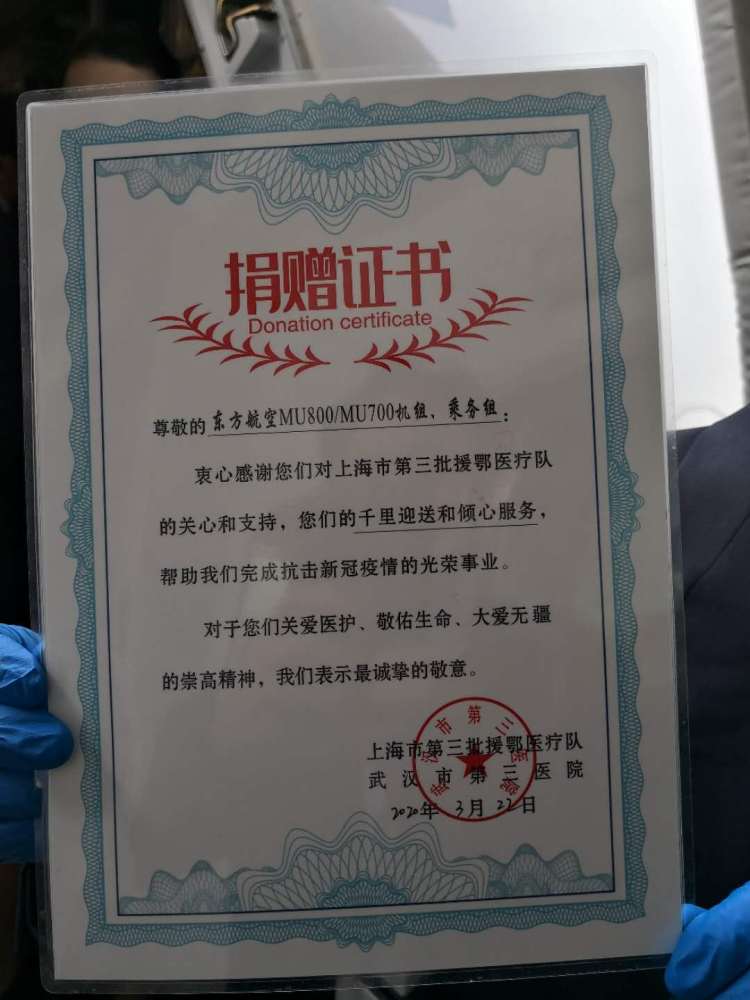 捐赠证书
Donation certificate
尊敬的 东方航空MU800/MU700机组、乘务组:
衷心感谢您们对上海市第三批援鄂医疗队
的关心和支持，您们的千里迎送和倾心服务，
帮助我们完成抗击新冠疫情的光荣事业。
对于您们关爱医护、敬佑生命、大爱无疆
的崇高精神，我们表示最诚挚的敬意。
上海市第三批援鄂医疗队
武汉市第三医院
2020年 3月 22日
武汉市第三医院